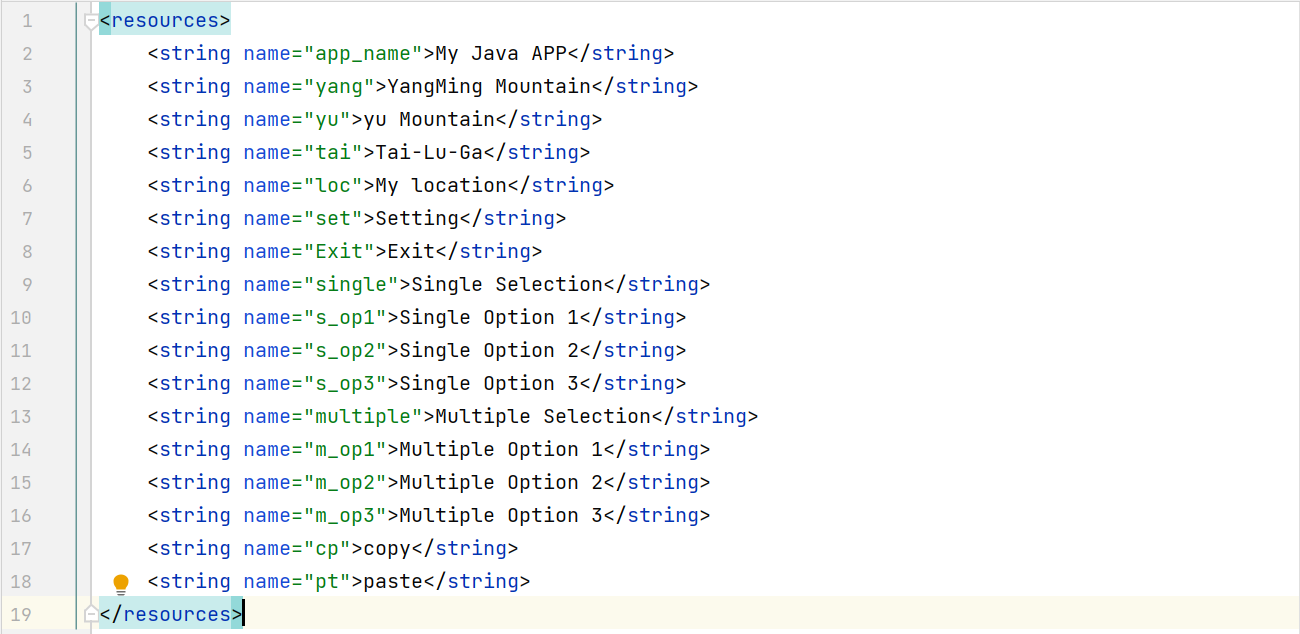 1 <resources>
2 <string name="app_name">My Java APP</string>
3 <string name="yang">YangMing Mountain</string>
4 <string name="yu">yu Mountain</string>
5 <string name="tai">Tai-Lu-Ga</string>
6 <string name="loc">My location</string>
7 <string name="set">Setting</string>
8 <string name="Exit">Exit</string>
9 <string name="single">Single Selection</string>
10 <string name="s_op1">Single Option 1</string>
11 <string name="s_op2">Single Option 2</string>
12 <string name="s_op3">Single Option 3</string>
13 <string name="multiple">Multiple Selection</string>
14 <string name="m_op1">Multiple Option 1</string>
15 <string name="m_op2">Multiple Option 2</string>
16 <string name="m_op3">Multiple Option 3</string>
17 <string name="cp">copy</string>
18 <string name="pt">paste</string>
19 </resources>